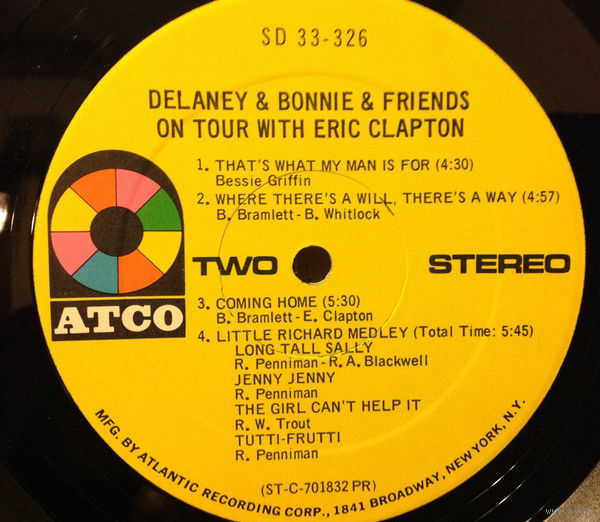 SD 33-326
DELANEY & BONNIE & FRIENDS
ON TOUR WITH ERIC CLAPTON
1. THAT'S WHAT MY MAN IS FOR (4:30)
Bessie Griffin
2. WHERE THERE'S A WILL, THERE'S A WAY (4:57)
B. Bramlett - B. Whitlock
TWO
STEREO
ATCO
3. COMING HOME (5:30)
B. Bramlett - E. Clapton
4. LITTLE RICHARD MEDLEY (Total Time: 5:45)
LONG TALL SALLY
R. Penniman - R. A. Blackwell
JENNY JENNY
R. Penniman
THE GIRL CAN'T HELP IT
R. W. Trout
TUTTI-FRUTTI
R. Penniman
(ST-C-701832 PR)
MFG. BY ATLANTIC RECORDING CORP., 1841 BROADWAY, NEW YORK, N.Y.